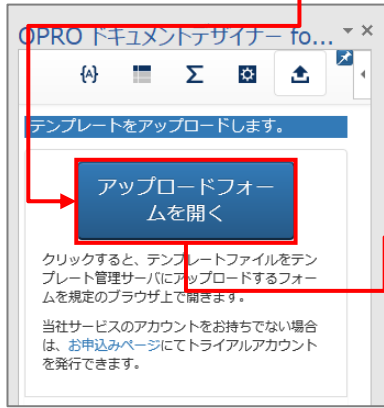 OPRO ドキュメントデザイナー fo...
{A}
Σ
テンプレートをアップロードします。
アップロードフォー
ムを開く
クリックすると、テンプレートファイルをテン
プレート管理サーバにアップロードするフォー
ムを規定のブラウザ上で開きます。
当社サービスのアカウントをお持ちでない場合
は、お申込みページにてトライアルアカウント
を発行できます。